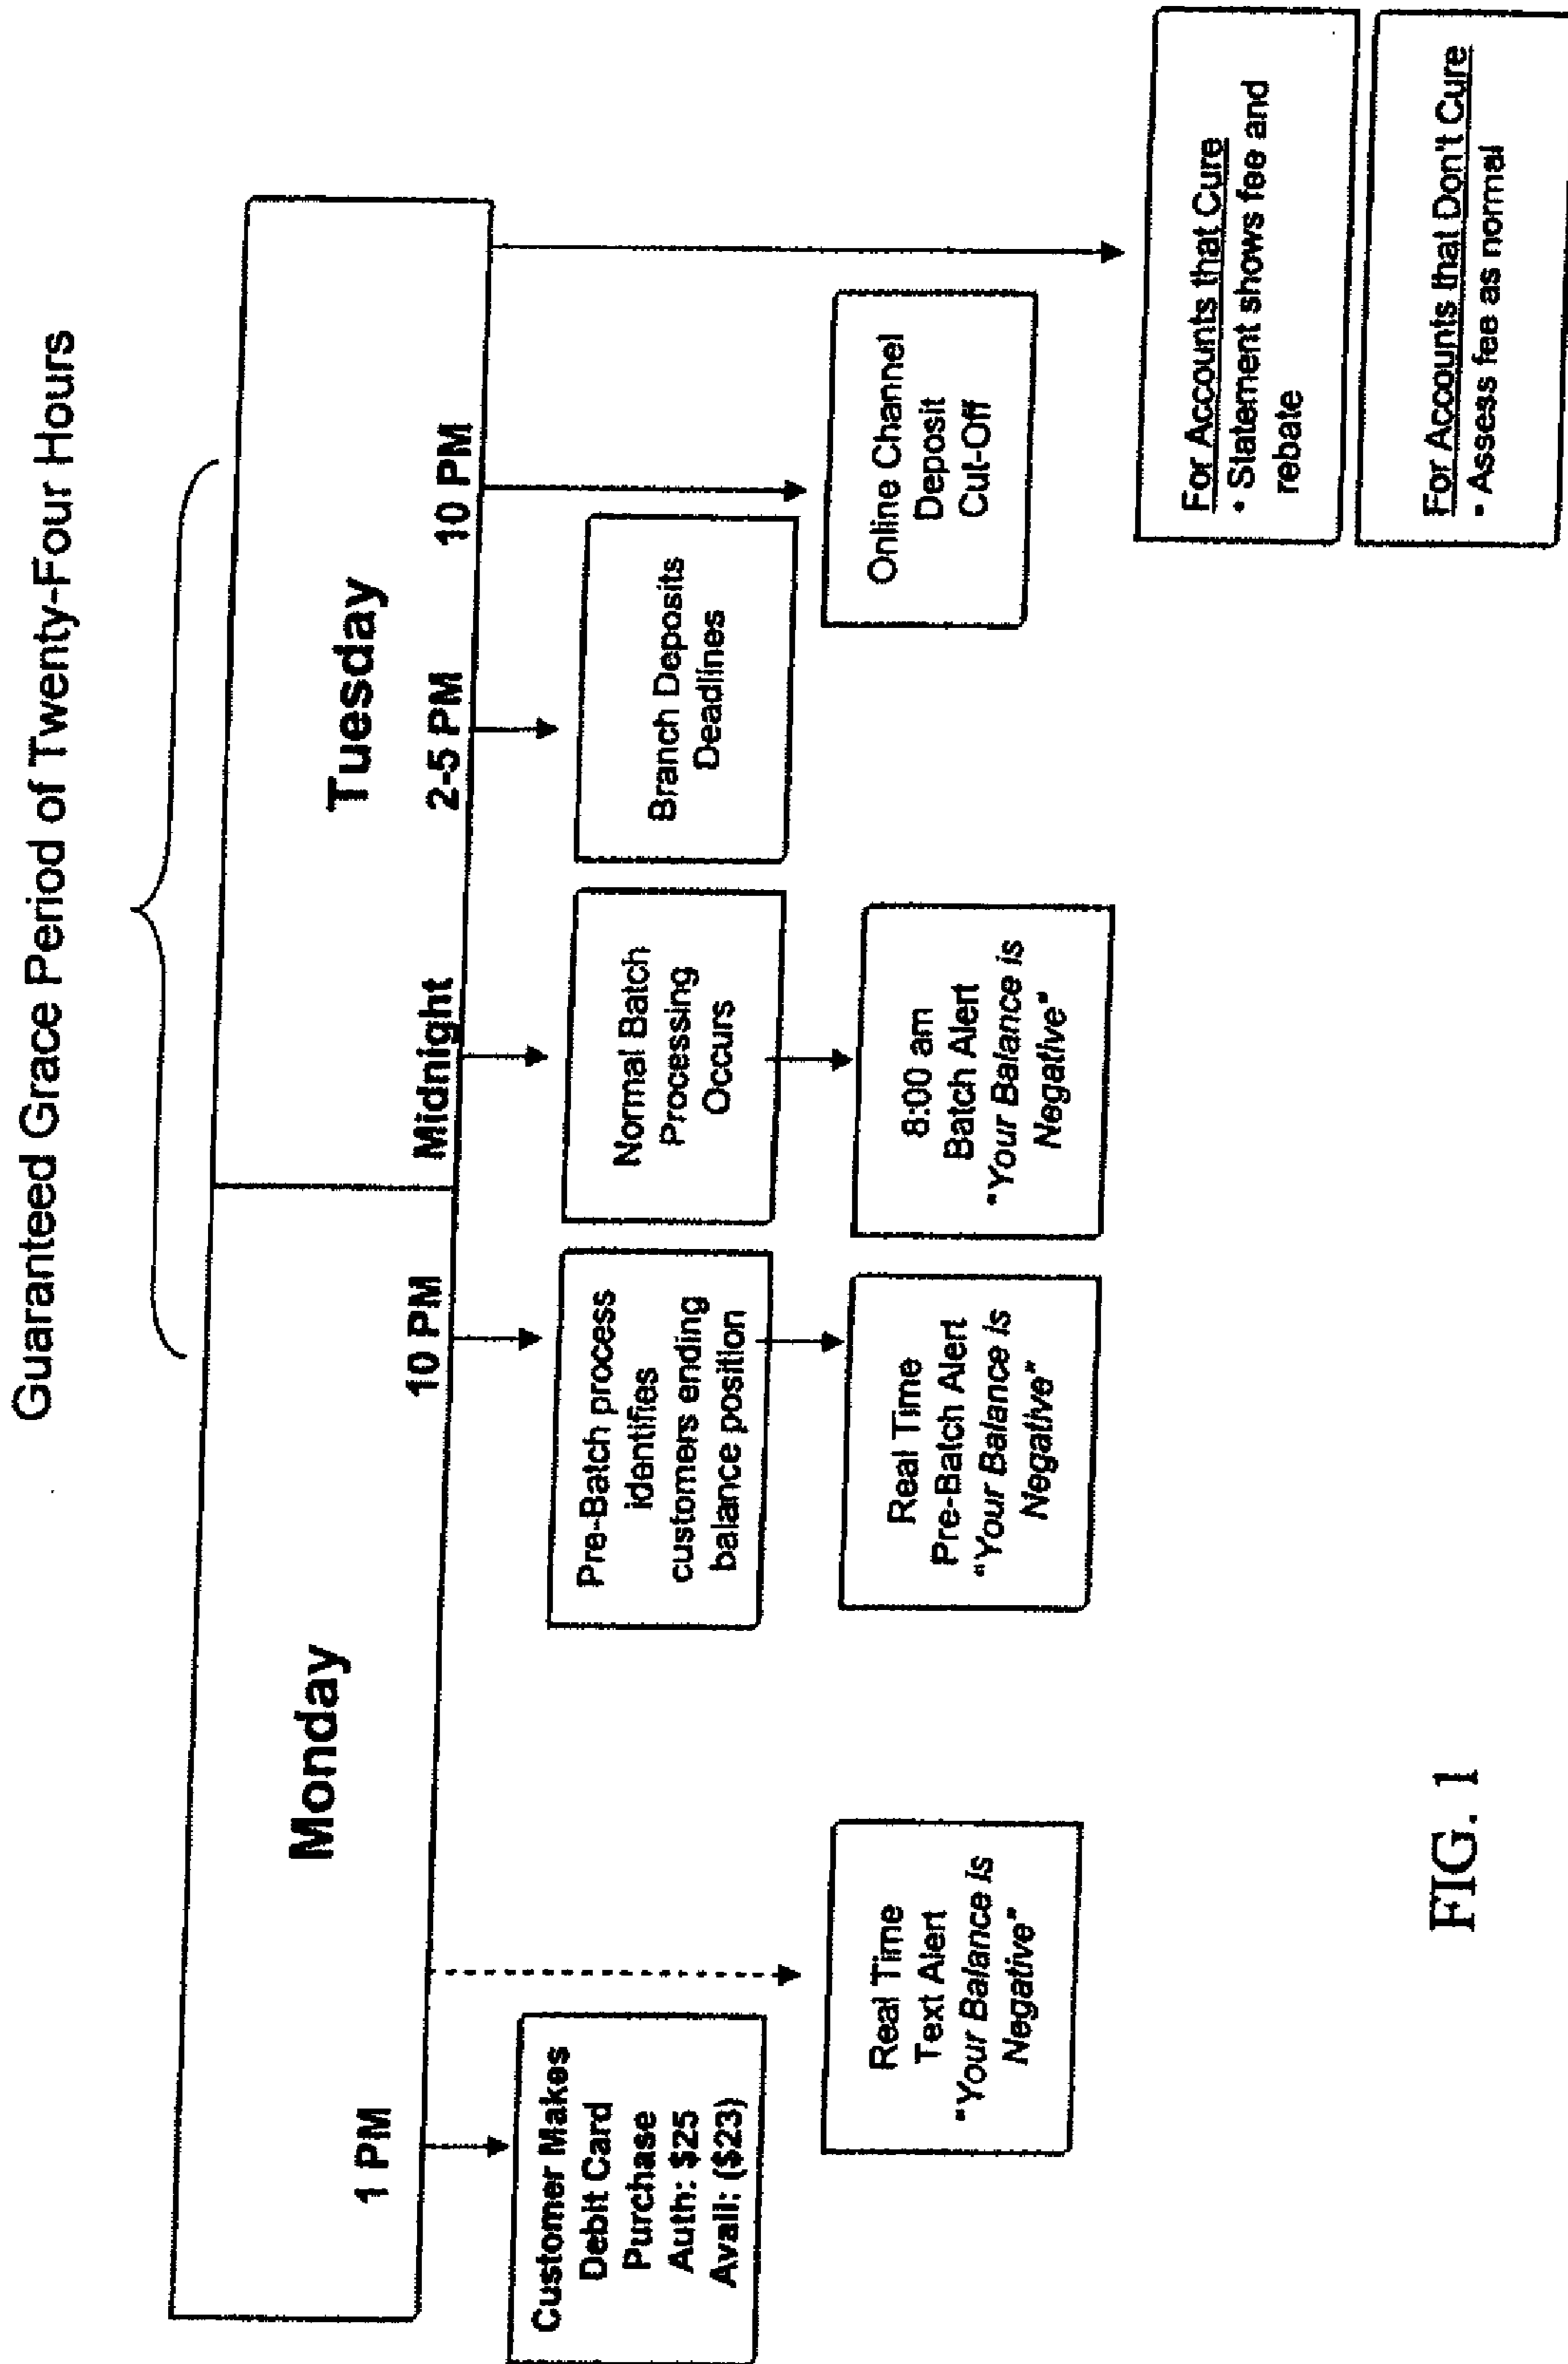 Guaranteed Grace Period of Twenty-Four Hours
Monday
Tuesday
1 PM
10 PM
Midnight
2-5 PM
10 PM
Customer Makes
Debit Card
Purchase
Auth: $25
Avail: ($23)
Real Time
Text Alert
"Your Balance is
Negative"
Pre-Batch process
identifies
customers ending
balance position
Real Time
Pre-Batch Alert
"Your Balance is
Negative"
Normal Batch
Processing
Occurs
8:00 am
Batch Alert
"Your Balance is
Negative"
Branch Deposits
Deadlines
Online Channel
Deposit
Cut-Off
For Accounts that Cure
• Statement shows fee and
rebate
For Accounts that Don't Cure
• Assess fee as normal
FIG. 1